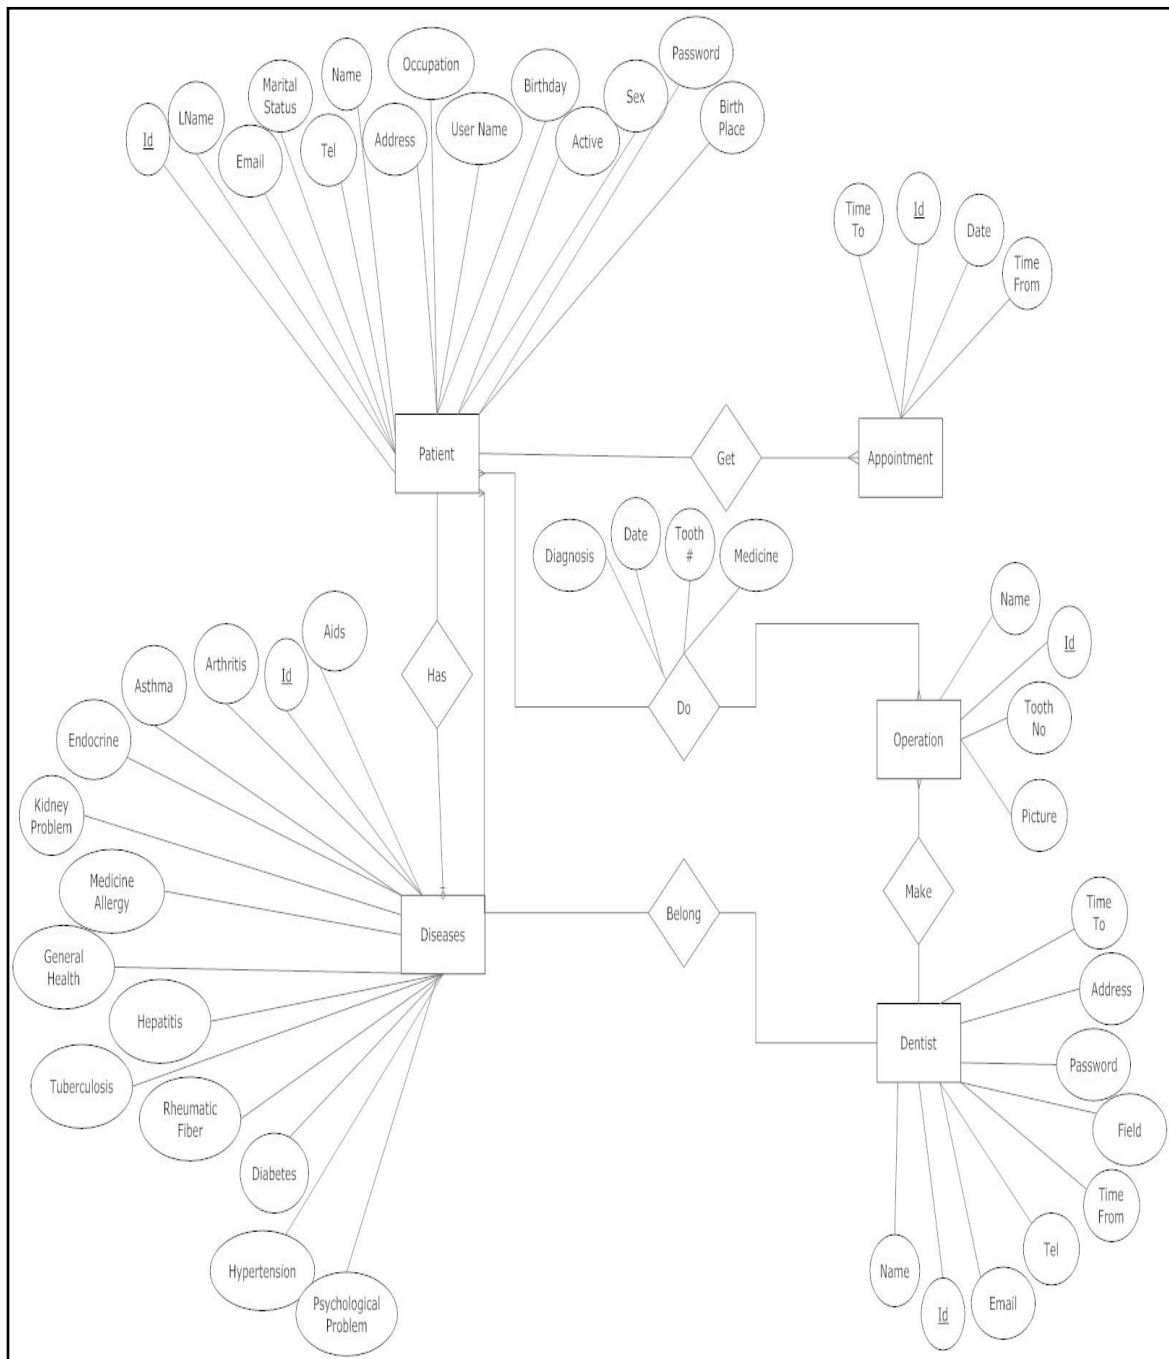 Id
LName
Email
Marital
Status
Tel
Name
Address
Occupation
User Name
Birthday
Active
Sex
Password
Birth
Place
Time
To
Id
Date
Time
From
Patient
Get
Appointment
Diagnosis
Date
Tooth
#
Medicine
Name
Id
Tooth
No
Picture
Operation
Do
Has
Aids
Id
Arthritis
Asthma
Endocrine
Kidney
Problem
Medicine
Allergy
General
Health
Hepatitis
Tuberculosis
Rheumatic
Fiber
Diabetes
Hypertension
Psychological
Problem
Diseases
Belong
Make
Dentist
Time
To
Address
Password
Field
Time
From
Tel
Email
Id
Name